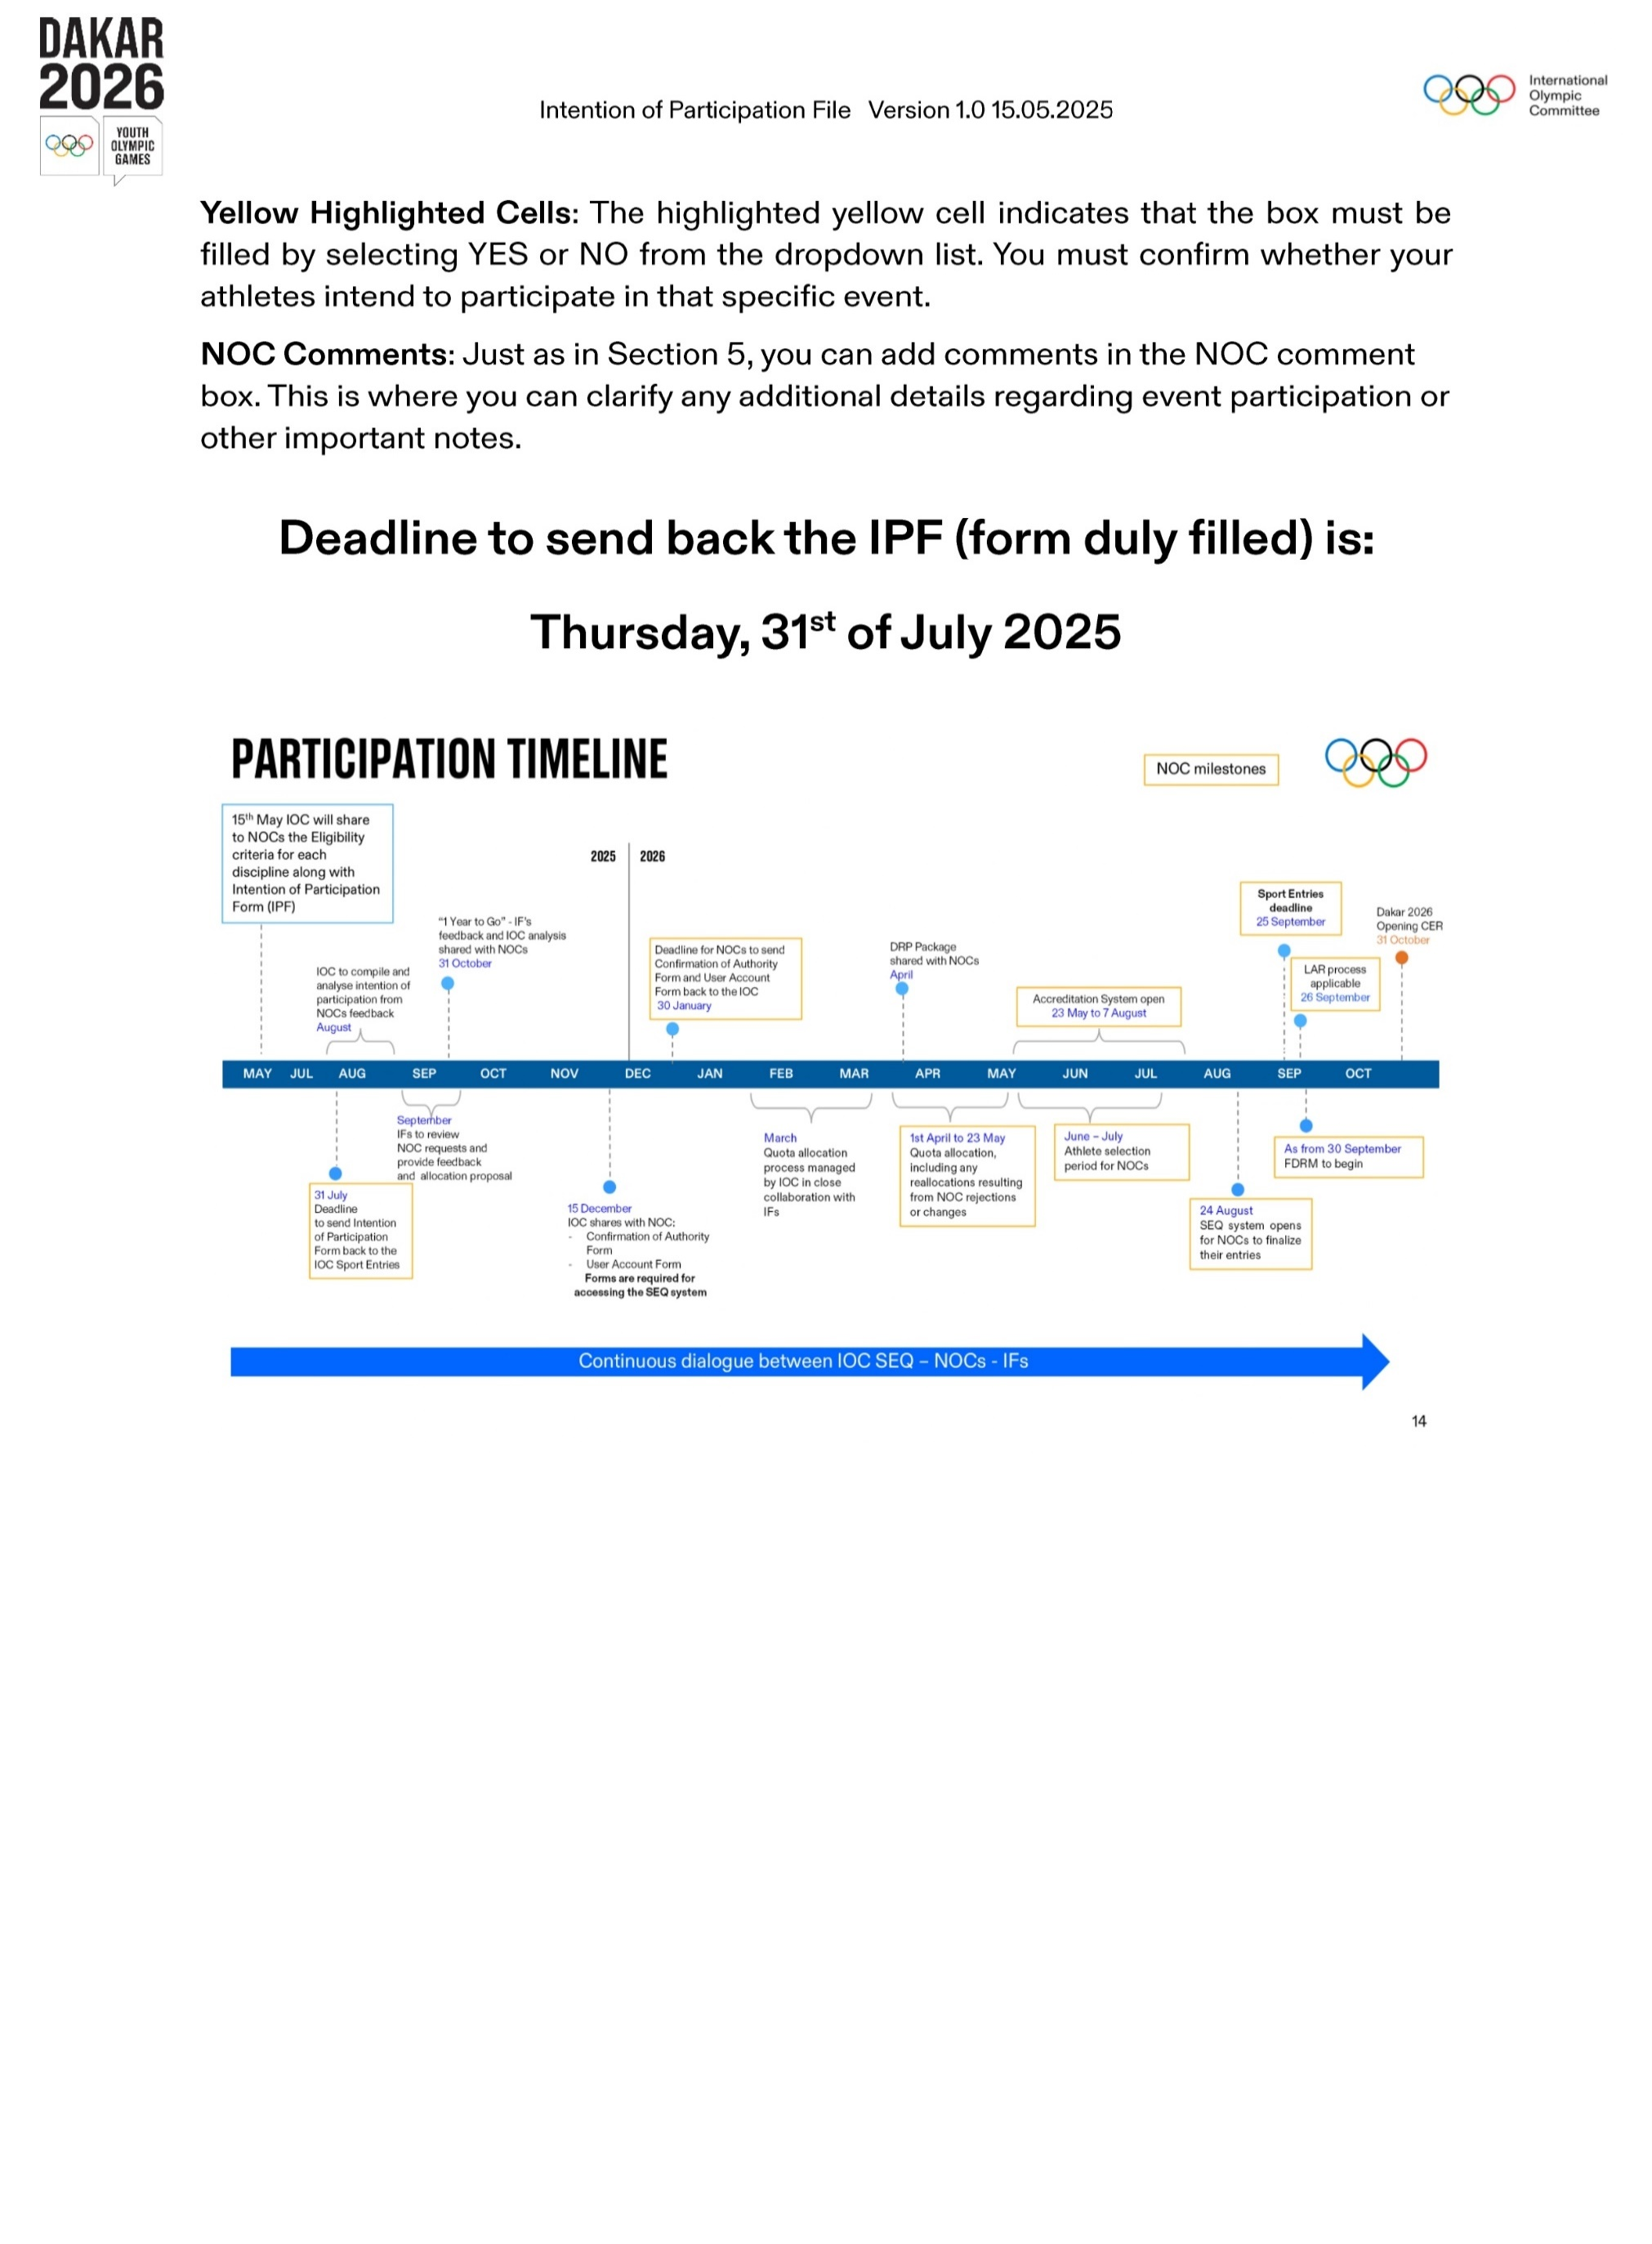 DAKAR
2026
YOUTH
OLYMPIC
GAMES
Intention of Participation File   Version 1.0 15.05.2025
International
Olympic
Committee
Yellow Highlighted Cells: The highlighted yellow cell indicates that the box must be
filled by selecting YES or NO from the dropdown list. You must confirm whether your
athletes intend to participate in that specific event.
NOC Comments: Just as in Section 5, you can add comments in the NOC comment
box. This is where you can clarify any additional details regarding event participation or
other important notes.
Deadline to send back the IPF (form duly filled) is:
Thursday, 31st of July 2025
PARTICIPATION TIMELINE
NOC milestones
15th May IOC will share
to NOCs the Eligibility
criteria for each
discipline along with
Intention of Participation
Form (IPF)
IOC to compile and
analyse intention of
participation from
NOCs feedback
August
"1 Year to Go" - IF's
feedback and IOC analysis
shared with NOCs
31 October
2025
2026
Deadline for NOCs to send
Confirmation of Authority
Form and User Account
Form back to the IOC
30 January
DRP Package
shared with NOCs
April
Accreditation System open
23 May to 7 August
Sport Entries
deadline
25 September
LAR process
applicable
26 September
Dakar 2026
Opening CER
31 October
MAY JUL AUG SEP OCT NOV DEC JAN FEB MAR APR MAY JUN JUL AUG SEP OCT
31 July
Deadline
to send Intention
of Participation
Form back to the
IOC Sport Entries
September
IFs to review
NOC requests and
provide feedback
and allocation proposal
15 December
IOC shares with NOC:
- Confirmation of Authority
Form
- User Account Form
Forms are required for
accessing the SEQ system
March
Quota allocation
process managed
by IOC in close
collaboration with
IFs
1st April to 23 May
Quota allocation,
including any
reallocations resulting
from NOC rejections
or changes
June – July
Athlete selection
period for NOCs
24 August
SEQ system opens
for NOCs to finalize
their entries
As from 30 September
FDRM to begin
Continuous dialogue between IOC SEQ – NOCs - IFs
14